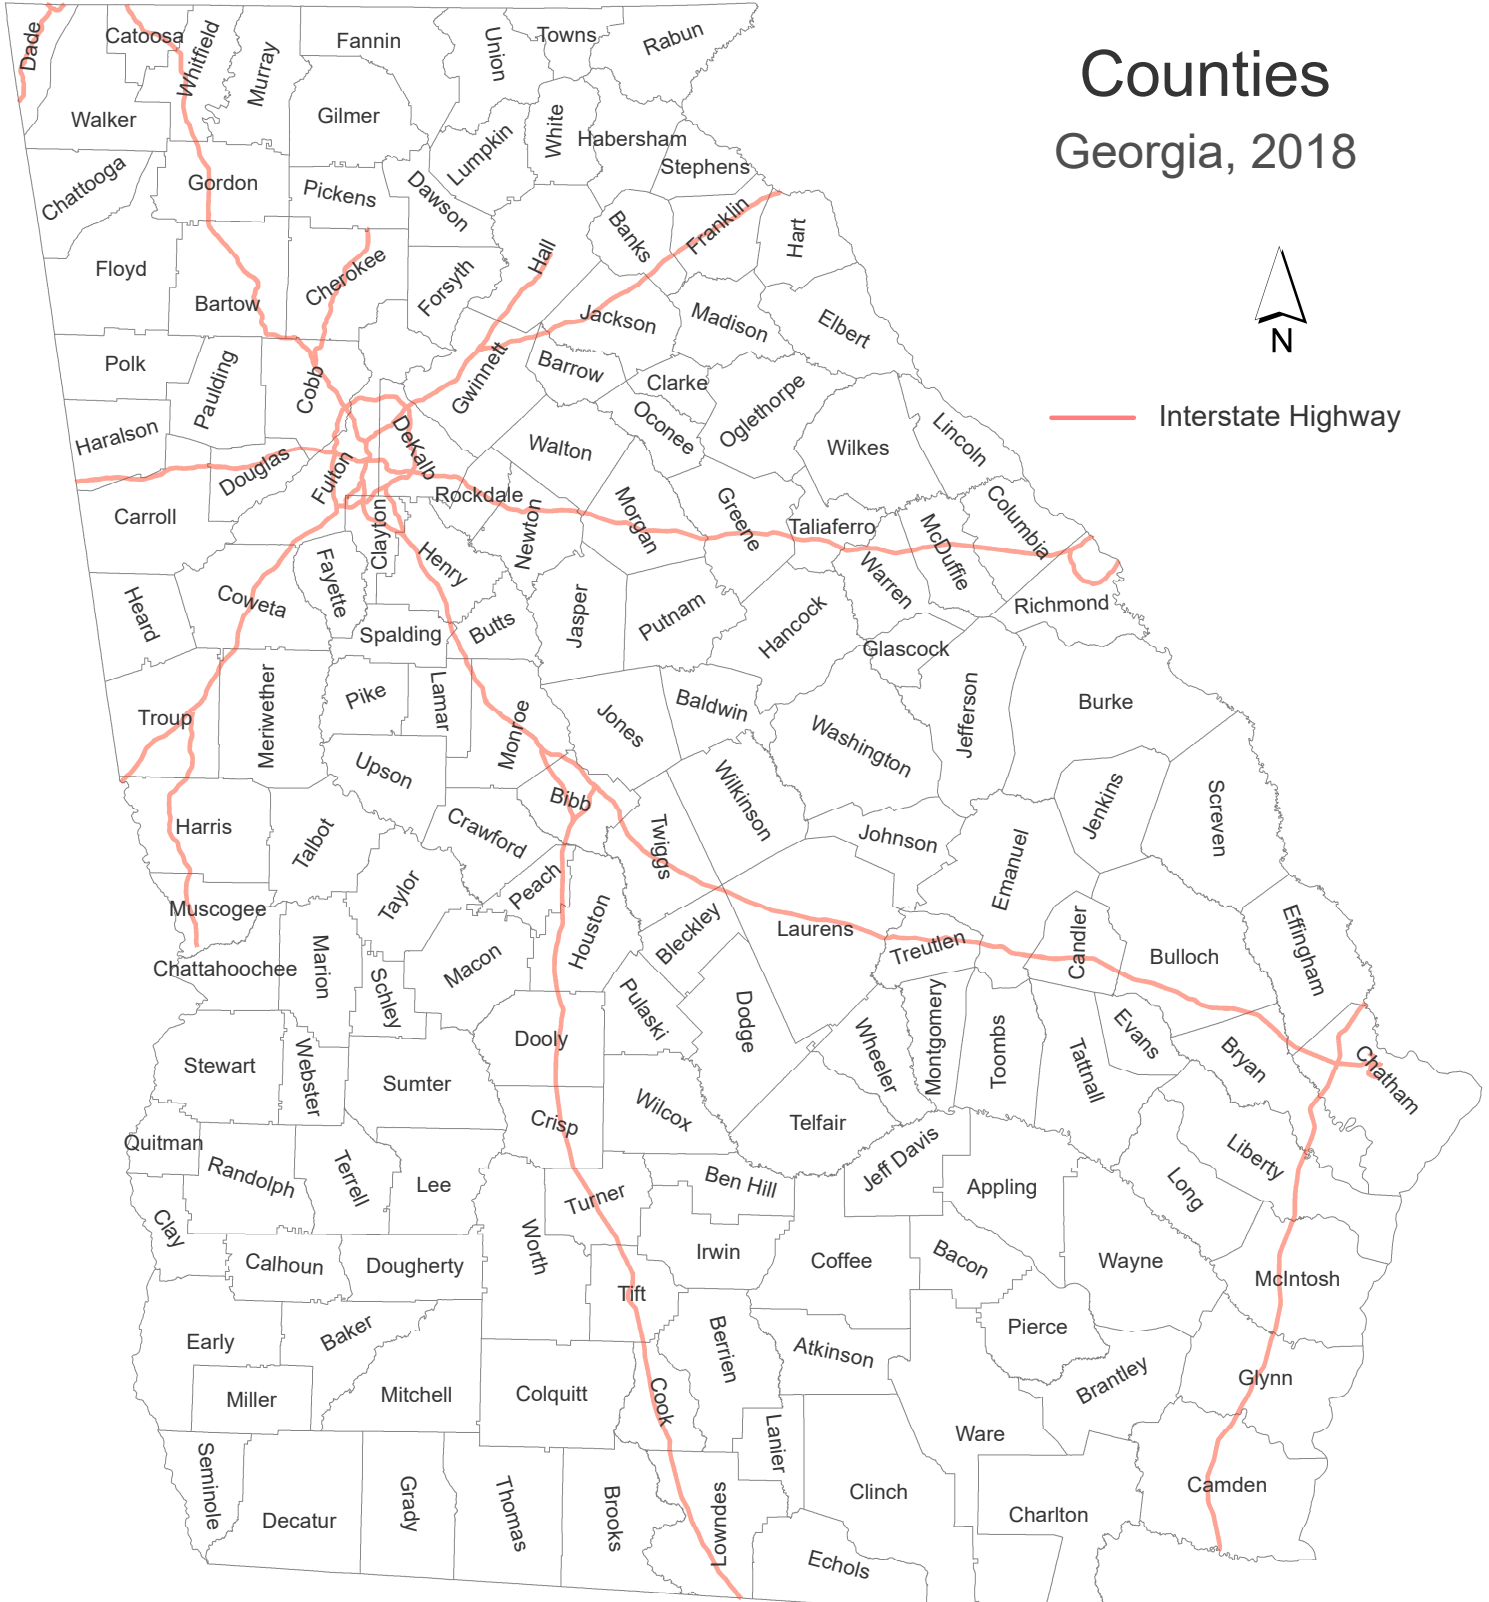 Counties
Georgia, 2018
N
Interstate Highway
Dade
Catoosa
Whitfield
Murray
Fannin
Union
Towns
Rabun
Walker
Gilmer
Lumpkin
White
Habersham
Stephens
Chattooga
Gordon
Pickens
Dawson
Hall
Banks
Franklin
Hart
Floyd
Bartow
Cherokee
Forsyth
Jackson
Madison
Elbert
Polk
Paulding
Cobb
Gwinnett
Barrow
Clarke
Oconee
Oglethorpe
Wilkes
Lincoln
Haralson
Douglas
Fulton
DeKalb
Walton
Rockdale
Newton
Morgan
Greene
Taliaferro
McDuffie
Columbia
Carroll
Clayton
Henry
Fayette
Coweta
Heard
Spalding
Butts
Jasper
Putnam
Hancock
Warren
Richmond
Glascock
Troup
Meriwether
Pike
Lamar
Monroe
Jones
Baldwin
Washington
Jefferson
Burke
Upson
Bibb
Wilkinson
Jenkins
Screven
Harris
Talbot
Crawford
Twiggs
Johnson
Emanuel
Muscogee
Taylor
Peach
Houston
Bleckley
Laurens
Treutlen
Candler
Bulloch
Effingham
Chattahoochee
Marion
Schley
Macon
Pulaski
Dodge
Wheeler
Montgomery
Toombs
Tattnall
Evans
Bryan
Chatham
Stewart
Webster
Sumter
Dooly
Crisp
Wilcox
Telfair
Quitman
Randolph
Terrell
Lee
Turner
Ben Hill
Jeff Davis
Appling
Long
Liberty
Clay
Calhoun
Dougherty
Worth
Tift
Irwin
Coffee
Bacon
Wayne
McIntosh
Early
Baker
Miller
Mitchell
Colquitt
Cook
Berrien
Atkinson
Pierce
Brantley
Glynn
Seminole
Decatur
Grady
Thomas
Brooks
Lowndes
Lanier
Clinch
Ware
Charlton
Camden
Echols